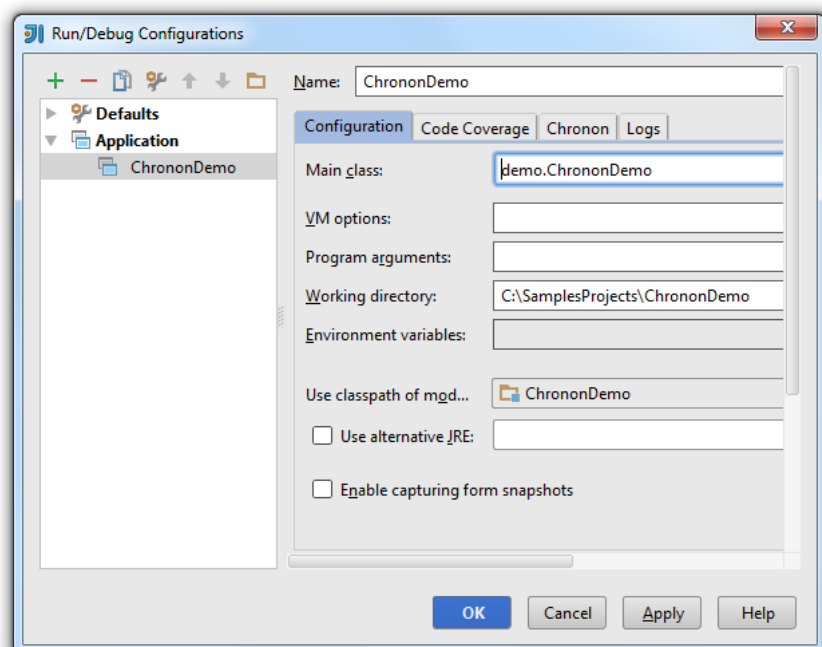 Run/Debug Configurations
Name: ChrononDemo
Defaults
Application
ChrononDemo
Configuration Code Coverage Chronon Logs
Main class: demo.ChrononDemo
VM options:
Program arguments:
Working directory: C:\SamplesProjects\ChrononDemo
Environment variables:
Use classpath of mod... ChrononDemo
Use alternative JRE:
Enable capturing form snapshots
OK Cancel Apply Help